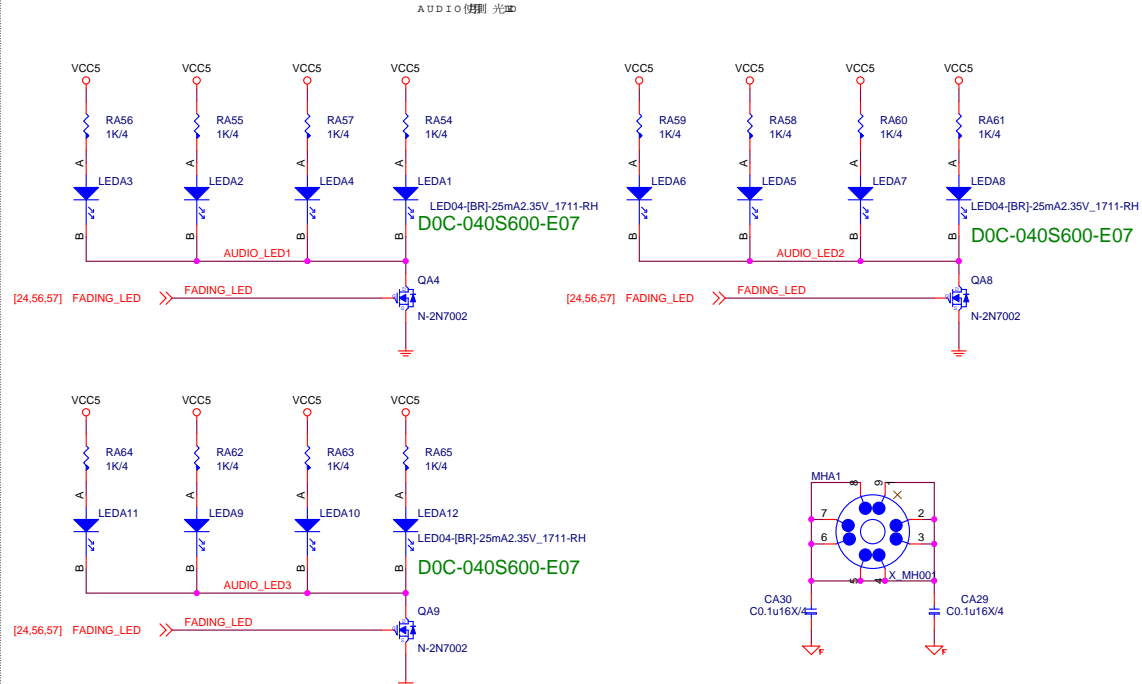 AUDIO
VCC5 VCC5 VCC5 VCC5
RA56 RA55 RA57 RA54
1K/4 1K/4 1K/4 1K/4
A A A A
LEDA3 LEDA2 LEDA4 LEDA1
LED04-[BR]-25mA2.35V_1711-RH
D0C-040S600-E07
B B B B
AUDIO_LED1
QA4
[24,56,57] FADING_LED FADING_LED
N-2N7002
VCC5 VCC5 VCC5 VCC5
RA59 RA58 RA60 RA61
1K/4 1K/4 1K/4 1K/4
A A A A
LEDA6 LEDA5 LEDA7 LEDA8
LED04-[BR]-25mA2.35V_1711-RH
D0C-040S600-E07
B B B B
AUDIO_LED2
QA8
[24,56,57] FADING_LED FADING_LED
N-2N7002
VCC5 VCC5 VCC5 VCC5
RA64 RA62 RA63 RA65
1K/4 1K/4 1K/4 1K/4
A A A A
LEDA11 LEDA9 LEDA10 LEDA12
LED04-[BR]-25mA2.35V_1711-RH
D0C-040S600-E07
B B B B
AUDIO_LED3
QA9
[24,56,57] FADING_LED FADING_LED
N-2N7002
MHA1
8 9 1
7 2
6 3
5 4
X_MH001
CA30 CA29
C0.1u16X/4 C0.1u16X/4
F F